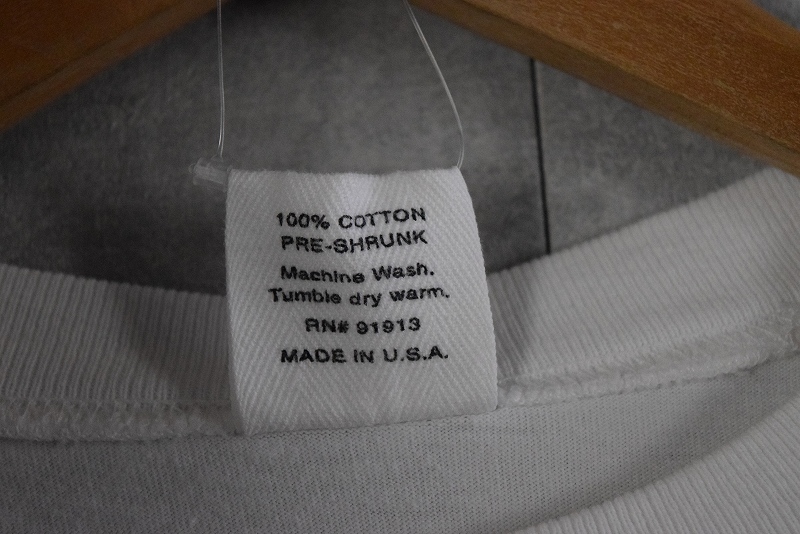 100% COTTON
PRE-SHRUNK
Machine Wash.
Tumble dry warm.
RN# 91913
MADE IN U.S.A.